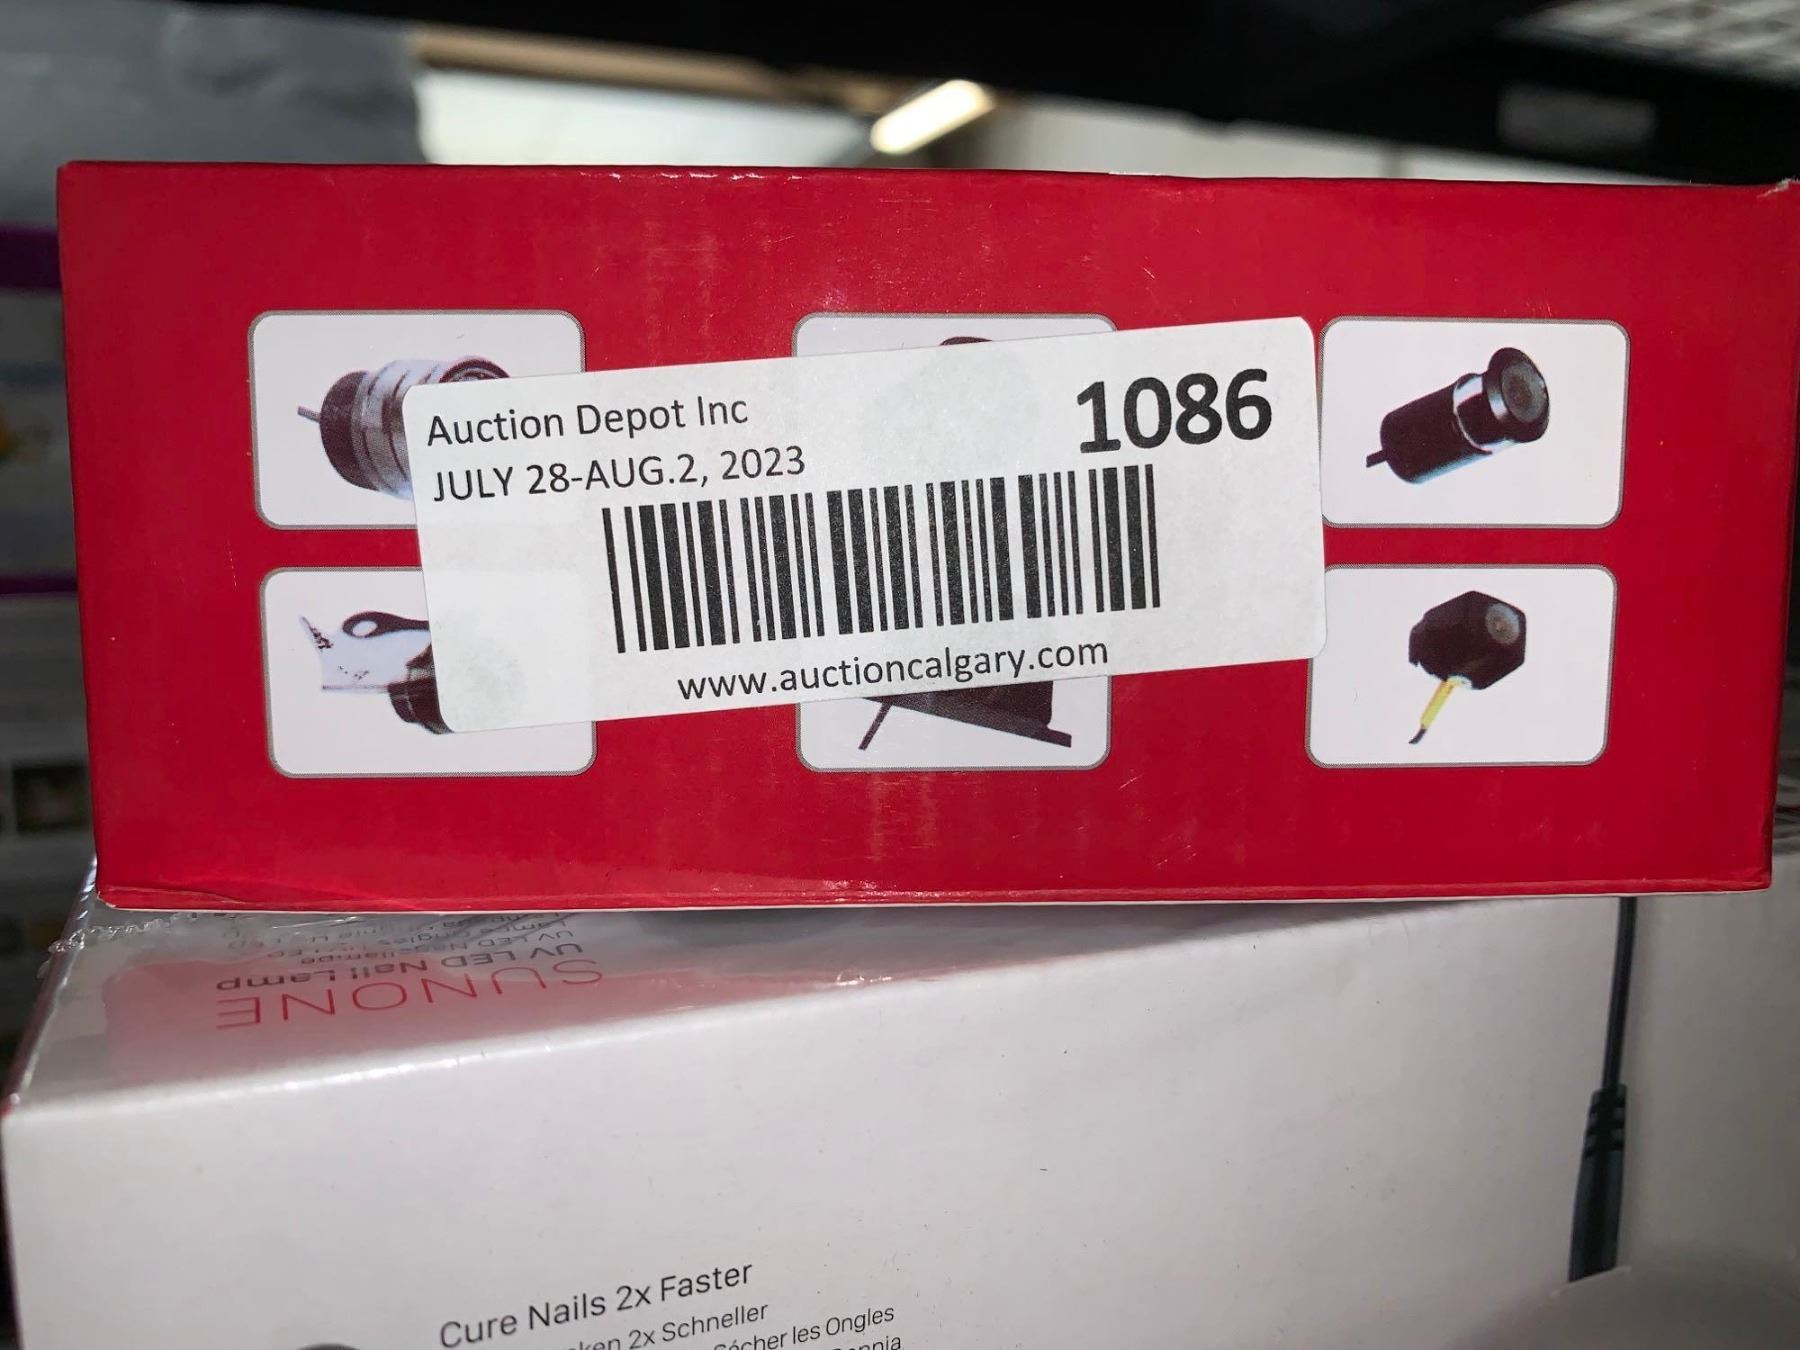 Auction Depot Inc
1086
JULY 28-AUG.2, 2023
www.auctioncalgary.com
SUNONE
UV LED Nail Lamp
Cure Nails 2x Faster
2x Schneller
les Ongles